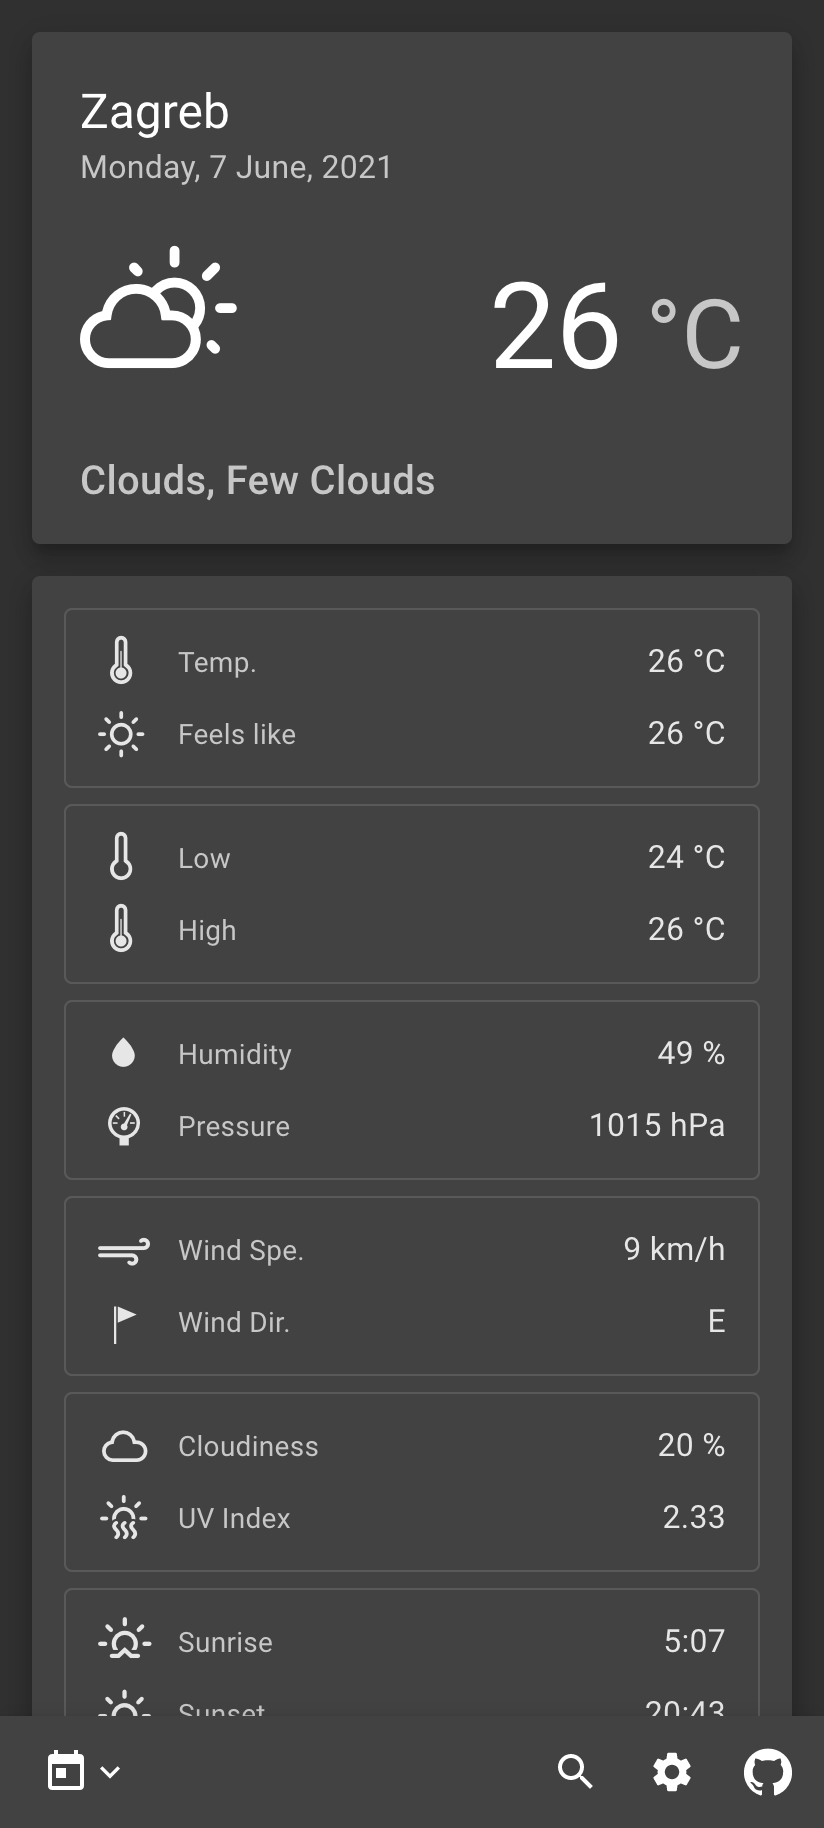 Zagreb
Monday, 7 June, 2021
26 °C
Clouds, Few Clouds
Temp. 26 °C
Feels like 26 °C
Low 24 °C
High 26 °C
Humidity 49 %
Pressure 1015 hPa
Wind Spe. 9 km/h
Wind Dir. E
Cloudiness 20 %
UV Index 2.33
Sunrise 5:07
Sunset 20:43